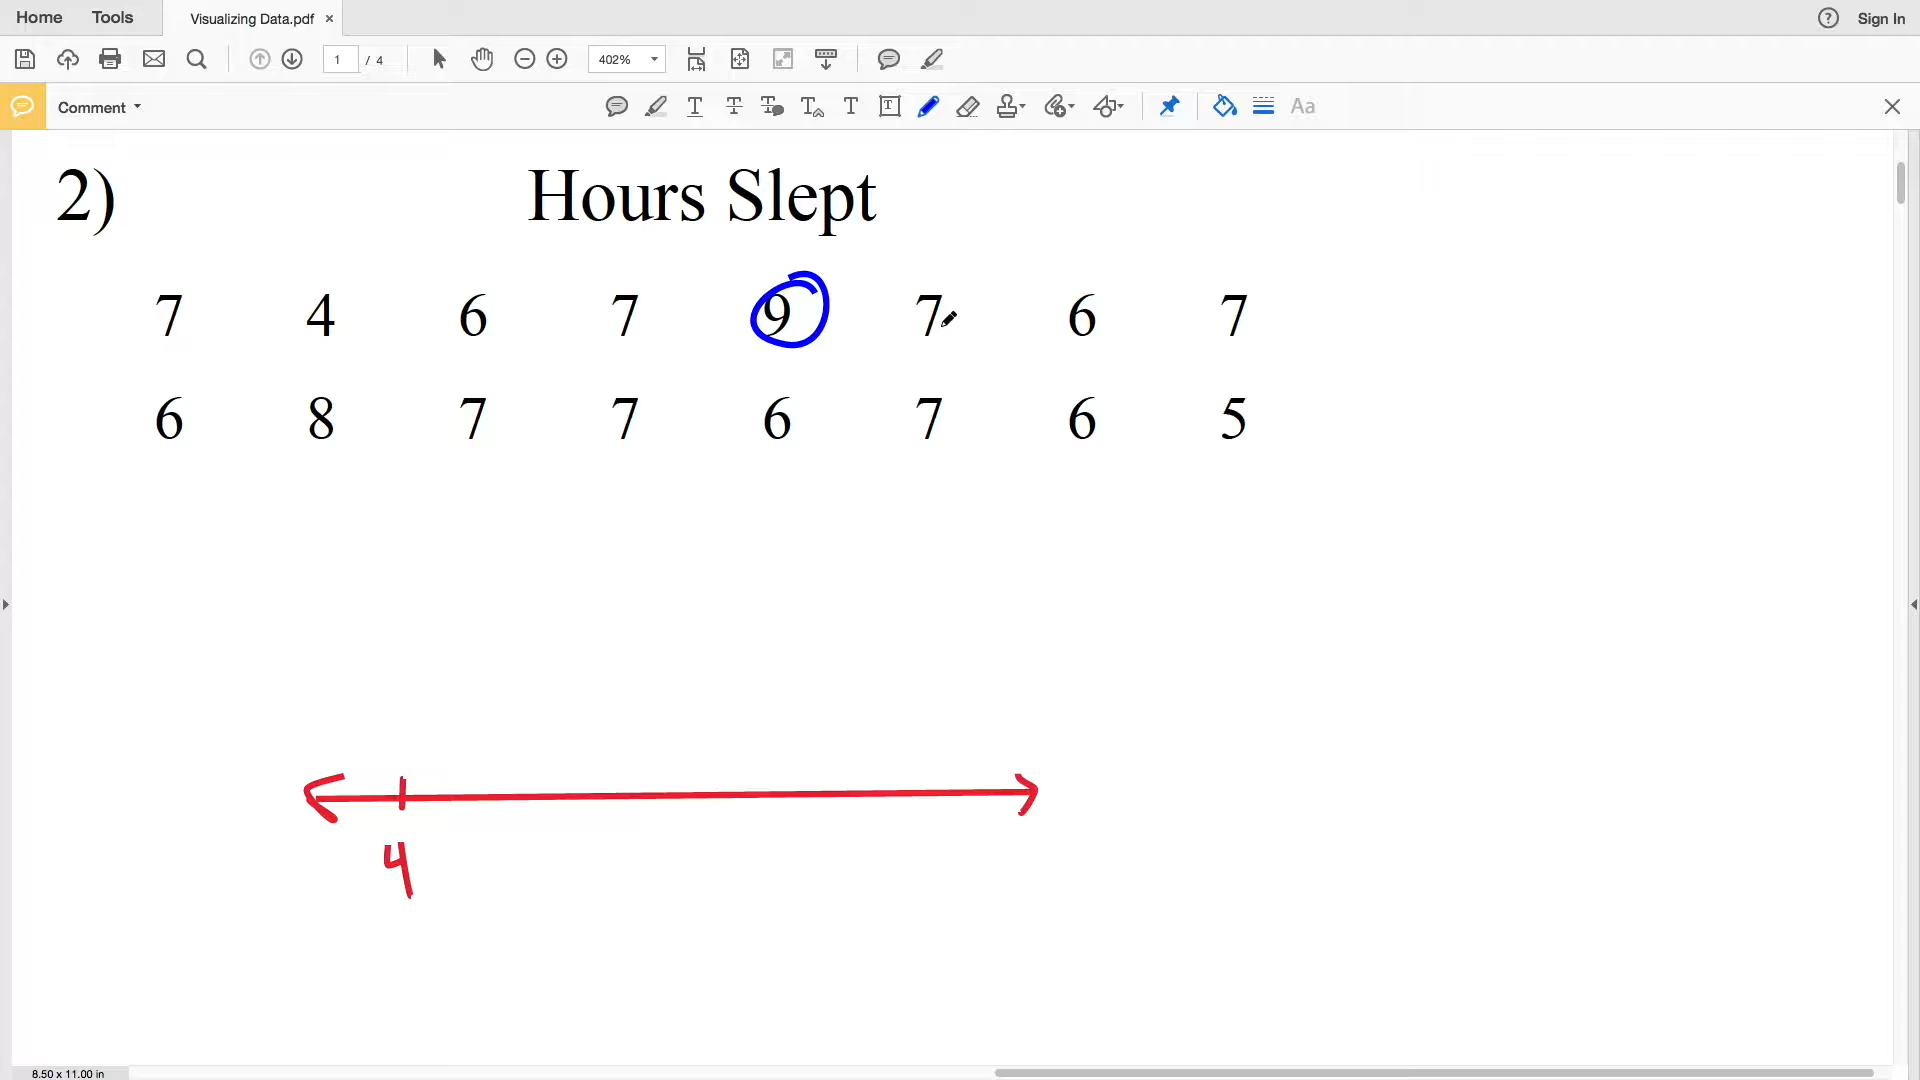 Home Tools Visualizing Data.pdf × ? Sign In
1 / 4 402%
Comment T T T T T T Aa
2) Hours Slept
7 4 6 7 9 7 6 7
6 8 7 7 6 7 6 5
4
8.50 x 11.00 in